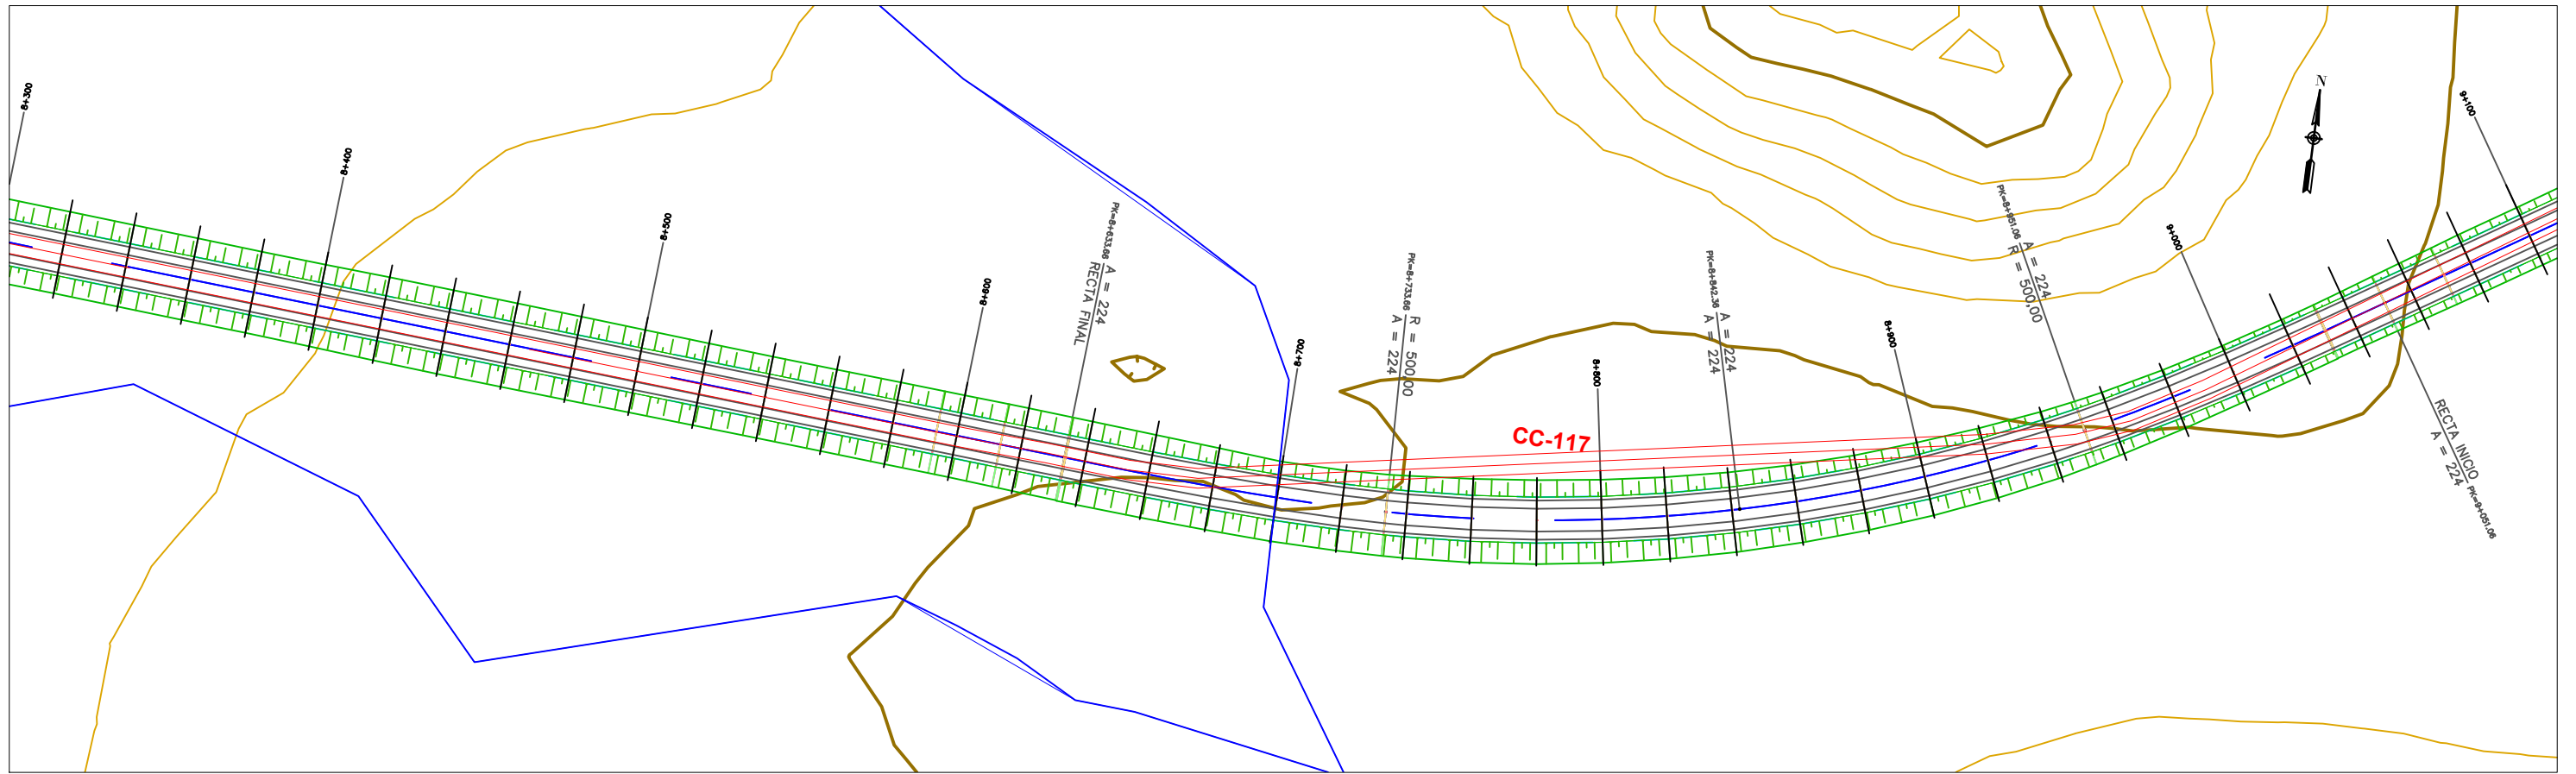 8+300
8+400
8+500
8+600
PK=8+633.66
A = 224
RECTA FINAL
8+700
PK=8+733.66
R = 500,00
A = 224
CC-117
8+800
PK=8+842.36
A = 224
A = 224
8+900
PK=8+951.06
A = 224
R = 500,00
9+000
N
9+100
RECTA INICIO
A = 224
PK=9+051.06